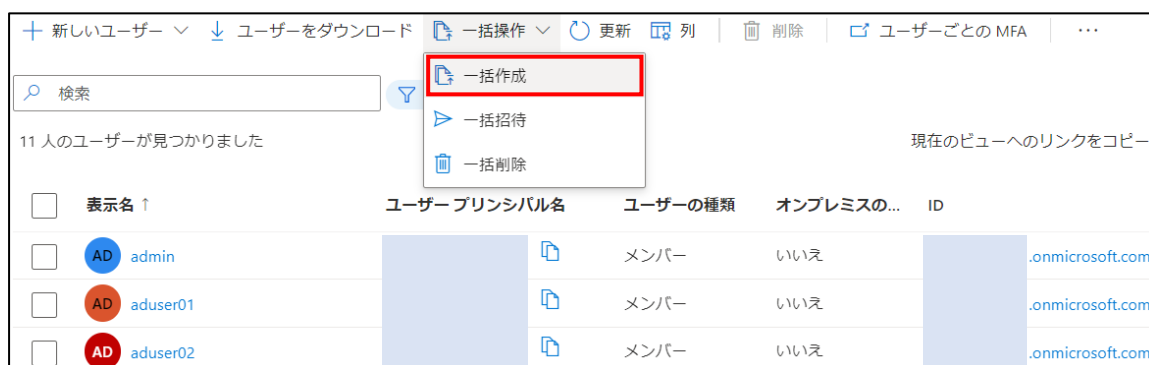 新しいユーザー ユーザーをダウンロード 一括操作 更新 列 削除 ユーザーごとの MFA ...
一括作成
検索
一括招待
11 人のユーザーが見つかりました 現在のビューへのリンクをコピー
一括削除
表示名 ↑ ユーザー プリンシパル名 ユーザーの種類 オンプレミスの... ID
AD admin メンバー いいえ .onmicrosoft.com
AD aduser01 メンバー いいえ .onmicrosoft.com
AD aduser02 メンバー いいえ .onmicrosoft.com